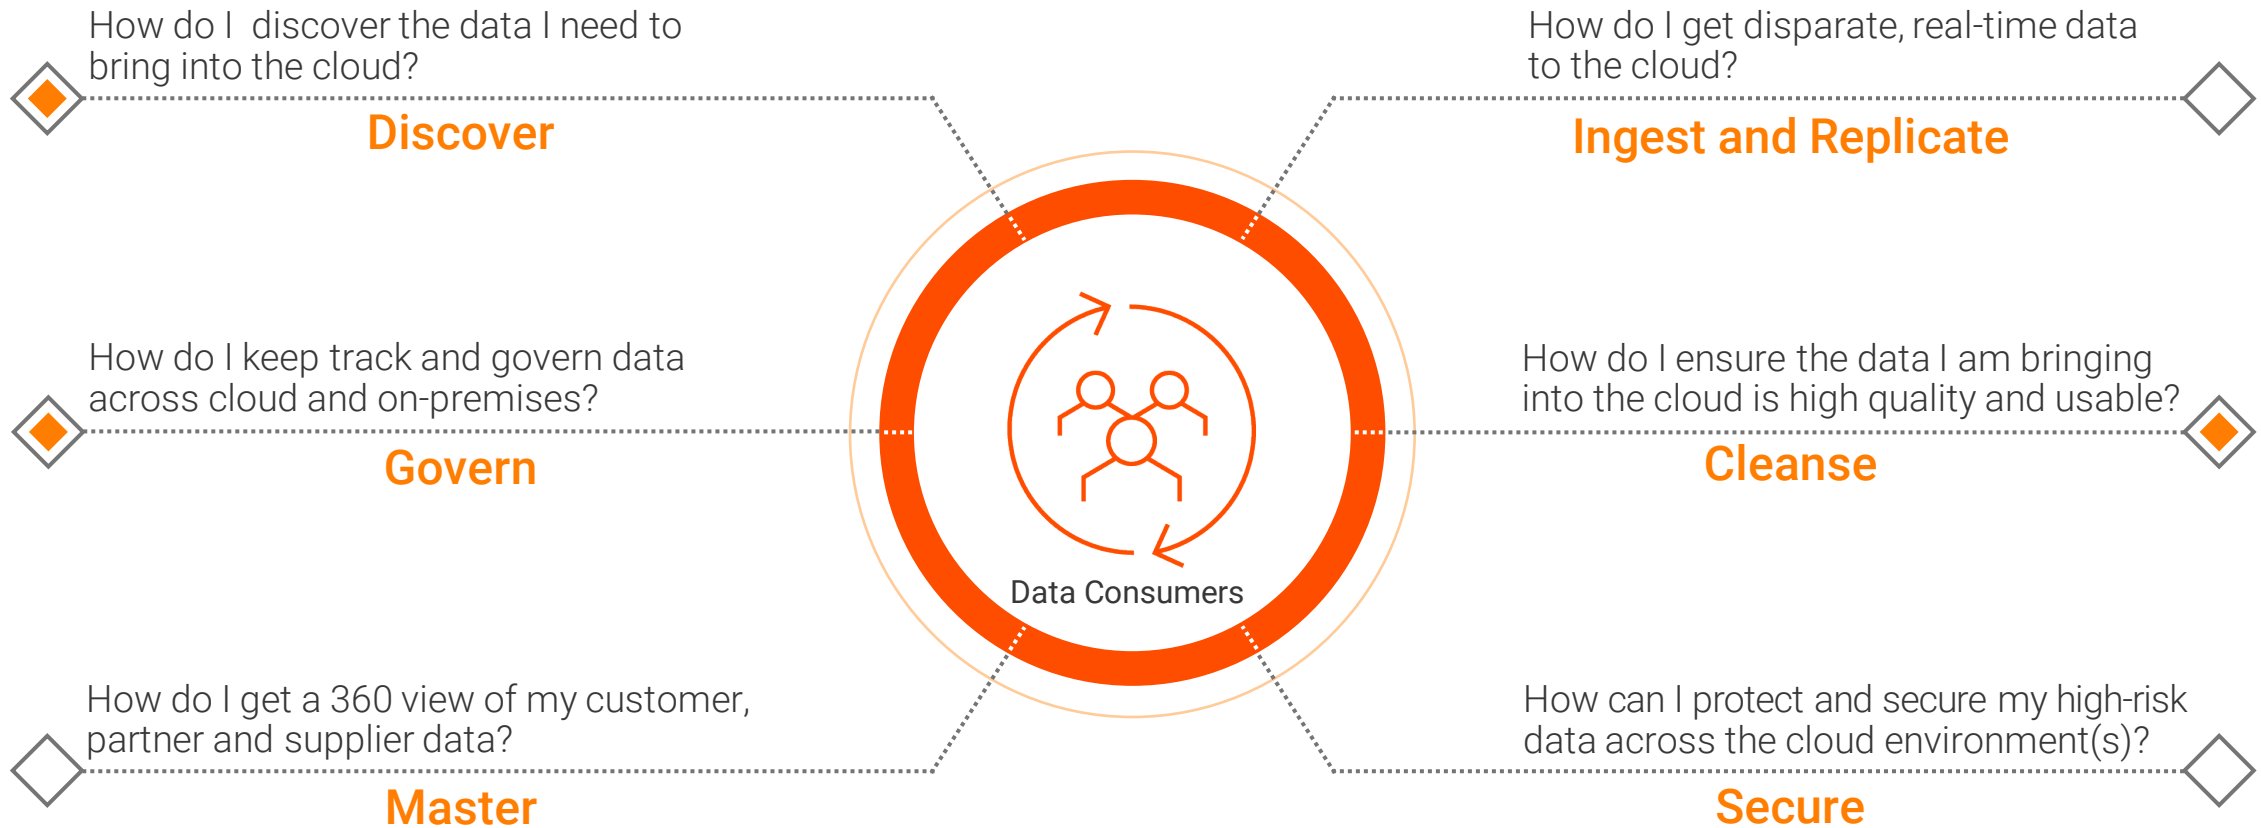 How do I discover the data I need to
bring into the cloud?
Discover
How do I get disparate, real-time data
to the cloud?
Ingest and Replicate
How do I keep track and govern data
across cloud and on-premises?
Govern
How do I ensure the data I am bringing
into the cloud is high quality and usable?
Cleanse
Data Consumers
How do I get a 360 view of my customer,
partner and supplier data?
Master
How can I protect and secure my high-risk
data across the cloud environment(s)?
Secure